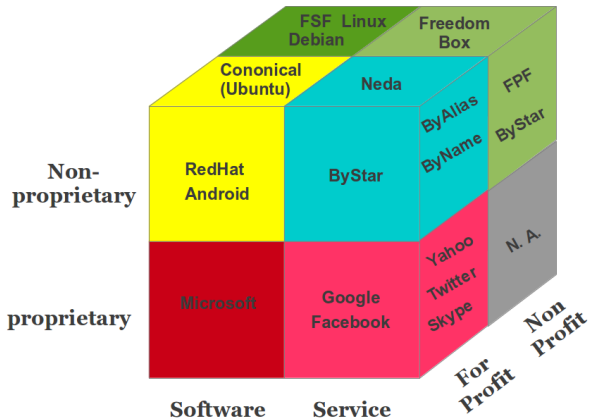 FSF Linux
Debian
Freedom
Box
Cononical
(Ubuntu)
Neda
ByAlias
ByName
FPF
ByStar
Non-
proprietary
RedHat
Android
ByStar
N. A.
proprietary
Microsoft
Google
Facebook
Yahoo
Twitter
Skype
For
Profit
Non
Profit
Software
Service